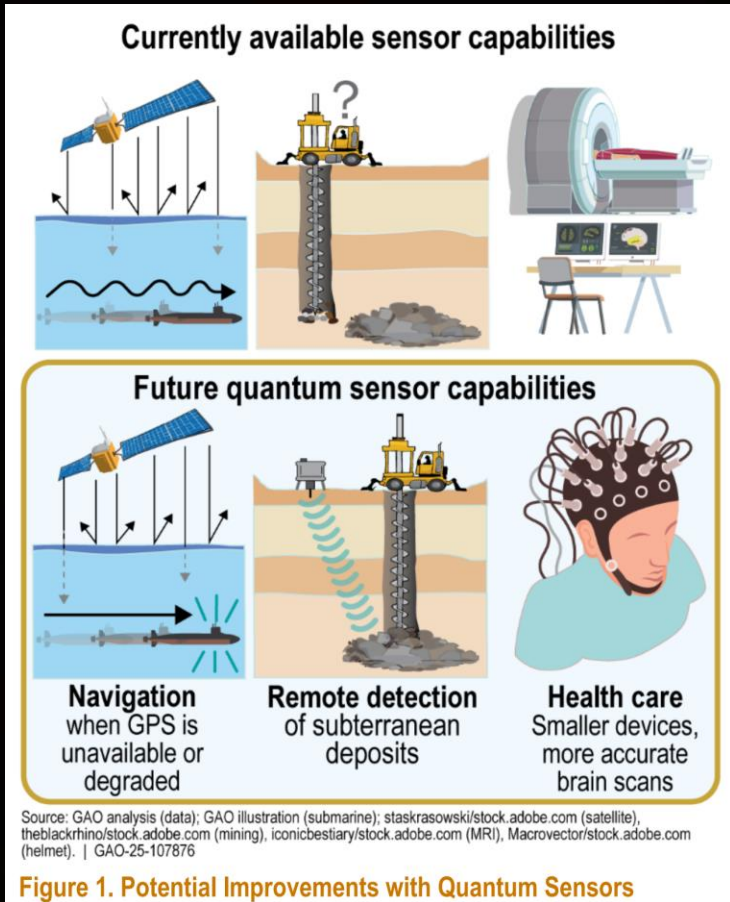 Currently available sensor capabilities
?
Future quantum sensor capabilities
Navigation
when GPS is
unavailable or
degraded
Remote detection
of subterranean
deposits
Health care
Smaller devices,
more accurate
brain scans
Source: GAO analysis (data); GAO illustration (submarine); staskrasowski/stock.adobe.com (satellite),
theblackrhino/stock.adobe.com (mining), iconicbestiary/stock.adobe.com (MRI), Macrovector/stock.adobe.com
(helmet). | GAO-25-107876
Figure 1. Potential Improvements with Quantum Sensors